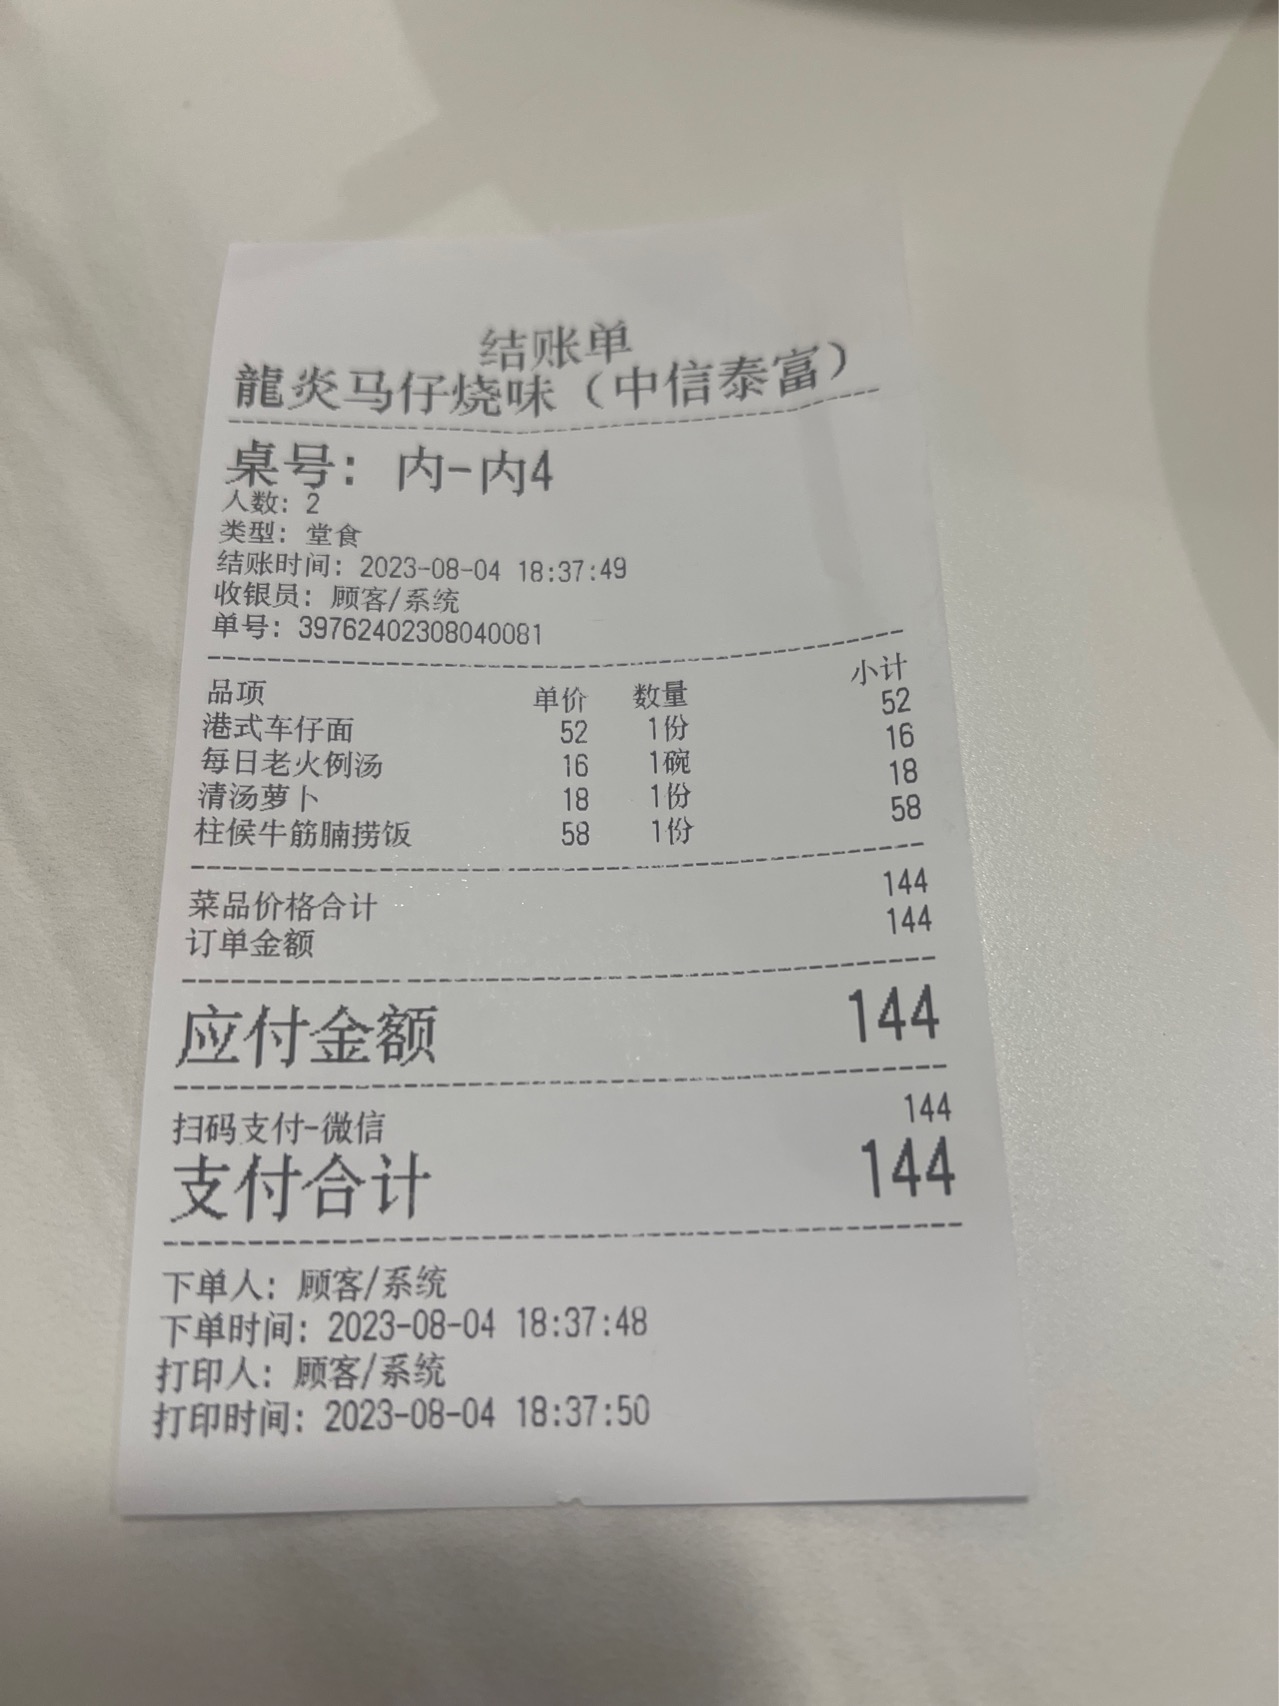 结账单
龍炎马仔烧味（中信泰富）
桌号：内-内4
人数：2
类型：堂食
结账时间：2023-08-04 18:37:49
收银员：顾客/系统
单号：39762402308040081
品项 单价 数量 小计
港式车仔面 52 1份 52
每日老火例汤 16 1碗 16
清汤萝卜 18 1份 18
柱候牛筋腩捞饭 58 1份 58
菜品价格合计 144
订单金额 144
应付金额 144
扫码支付-微信 144
支付合计 144
下单人：顾客/系统
下单时间：2023-08-04 18:37:48
打印人：顾客/系统
打印时间：2023-08-04 18:37:50